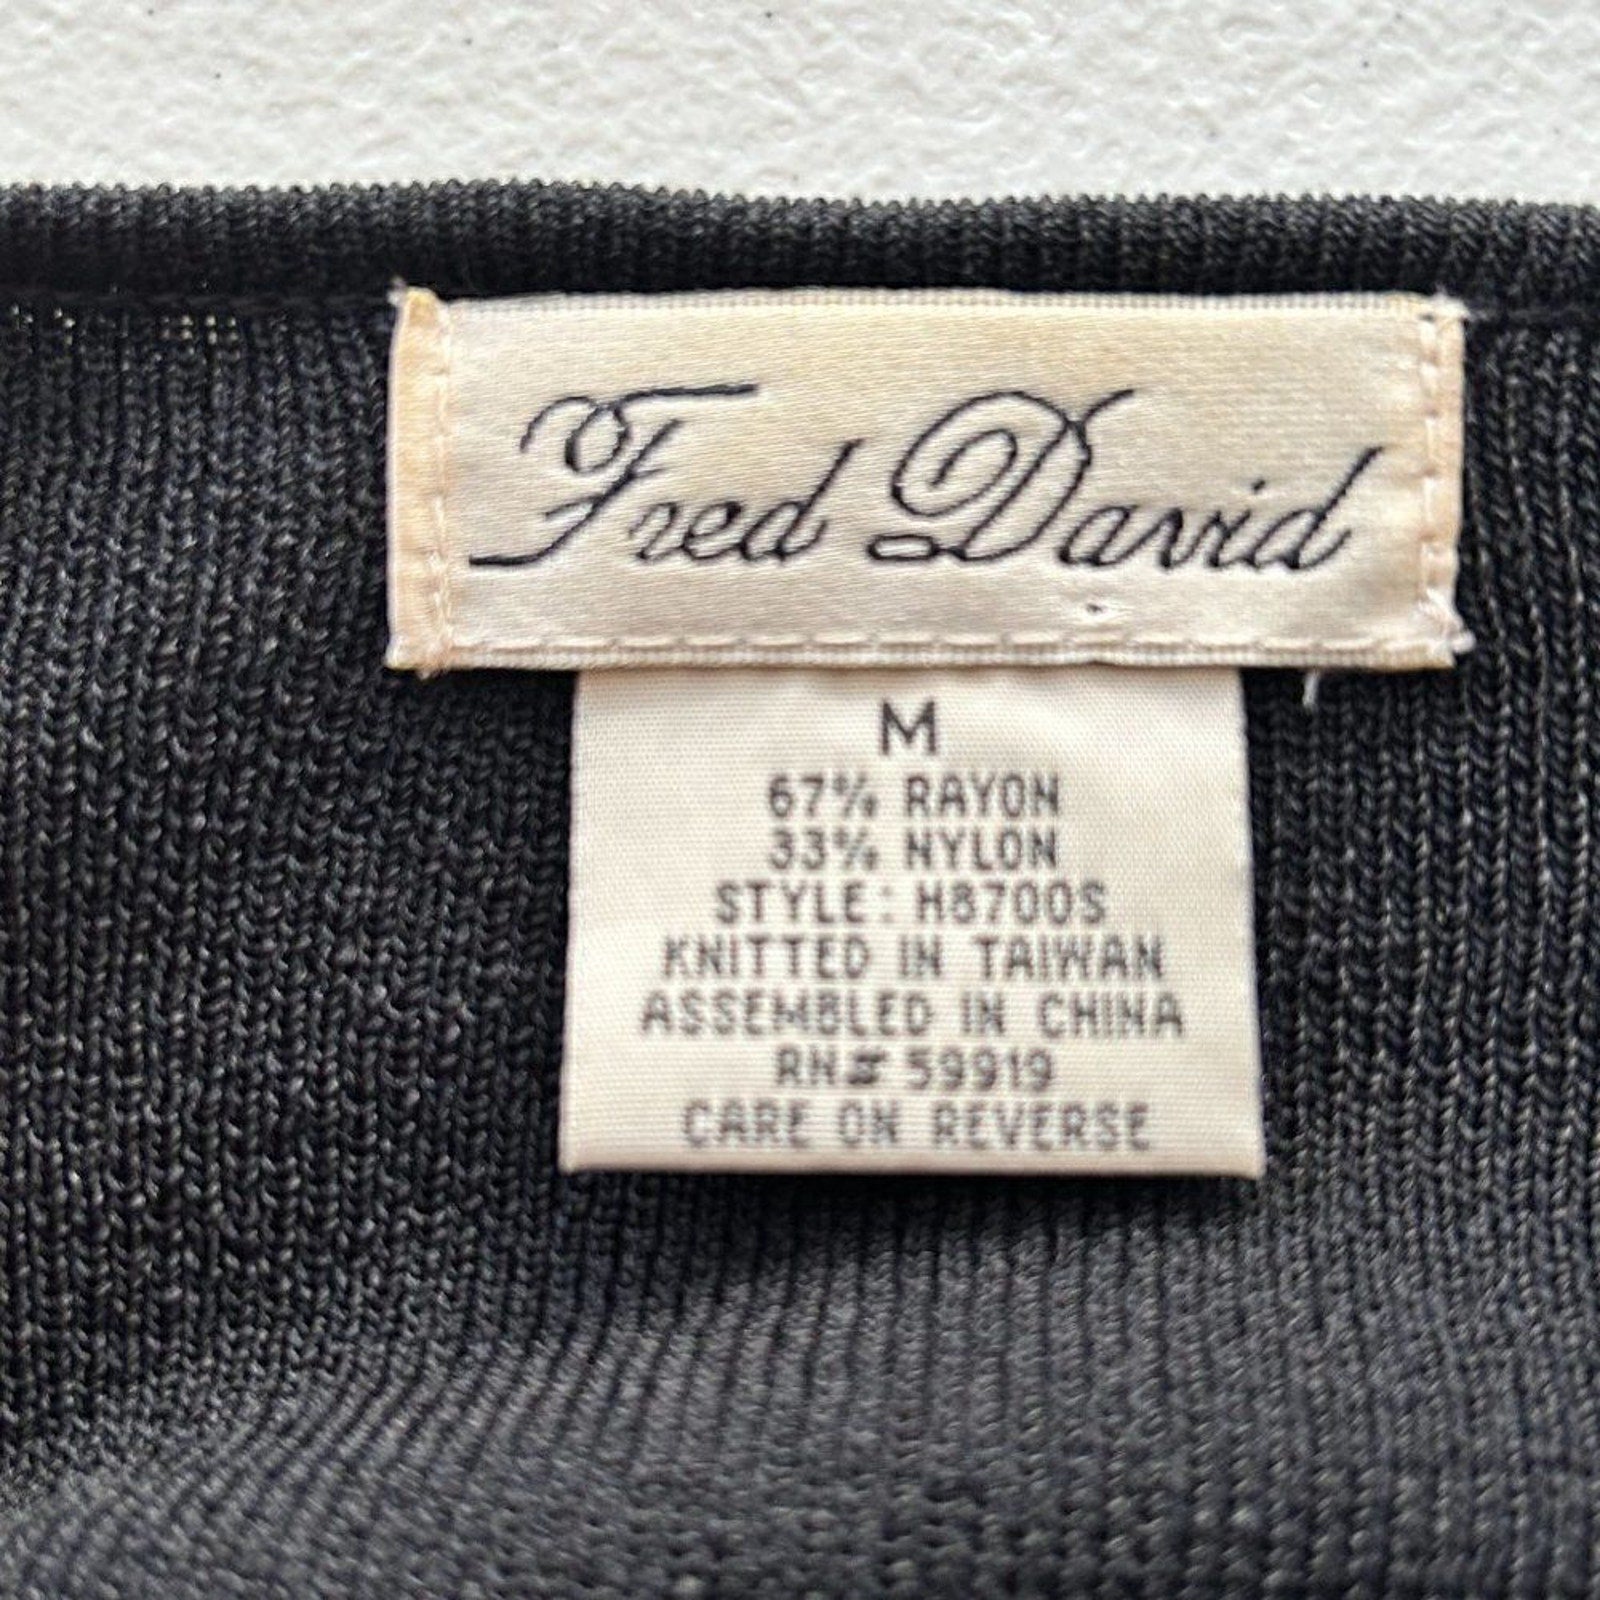 Fred David
M
67% RAYON
33% NYLON
STYLE: H8700S
KNITTED IN TAIWAN
ASSEMBLED IN CHINA
RN# 59919
CARE ON REVERSE